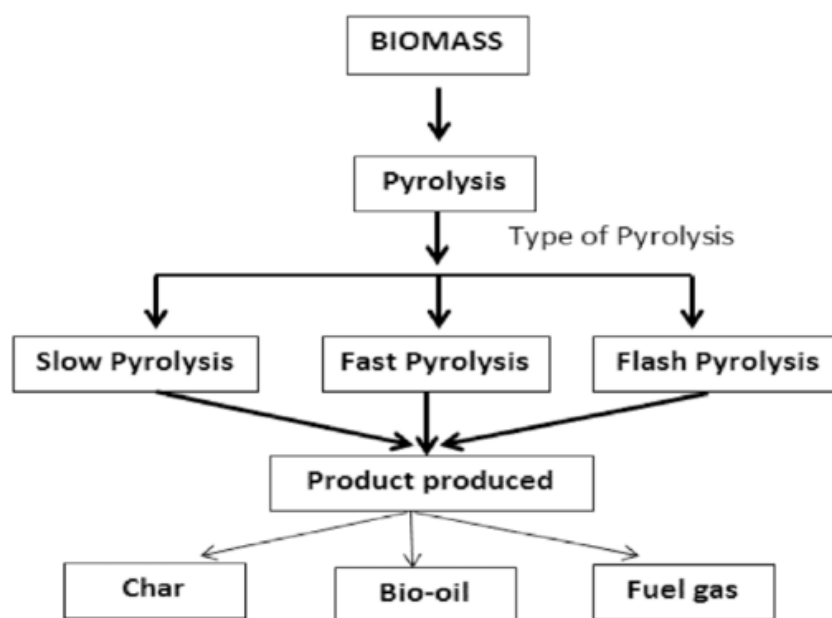 BIOMASS
Pyrolysis
Type of Pyrolysis
Slow Pyrolysis
Fast Pyrolysis
Flash Pyrolysis
Product produced
Char
Bio-oil
Fuel gas